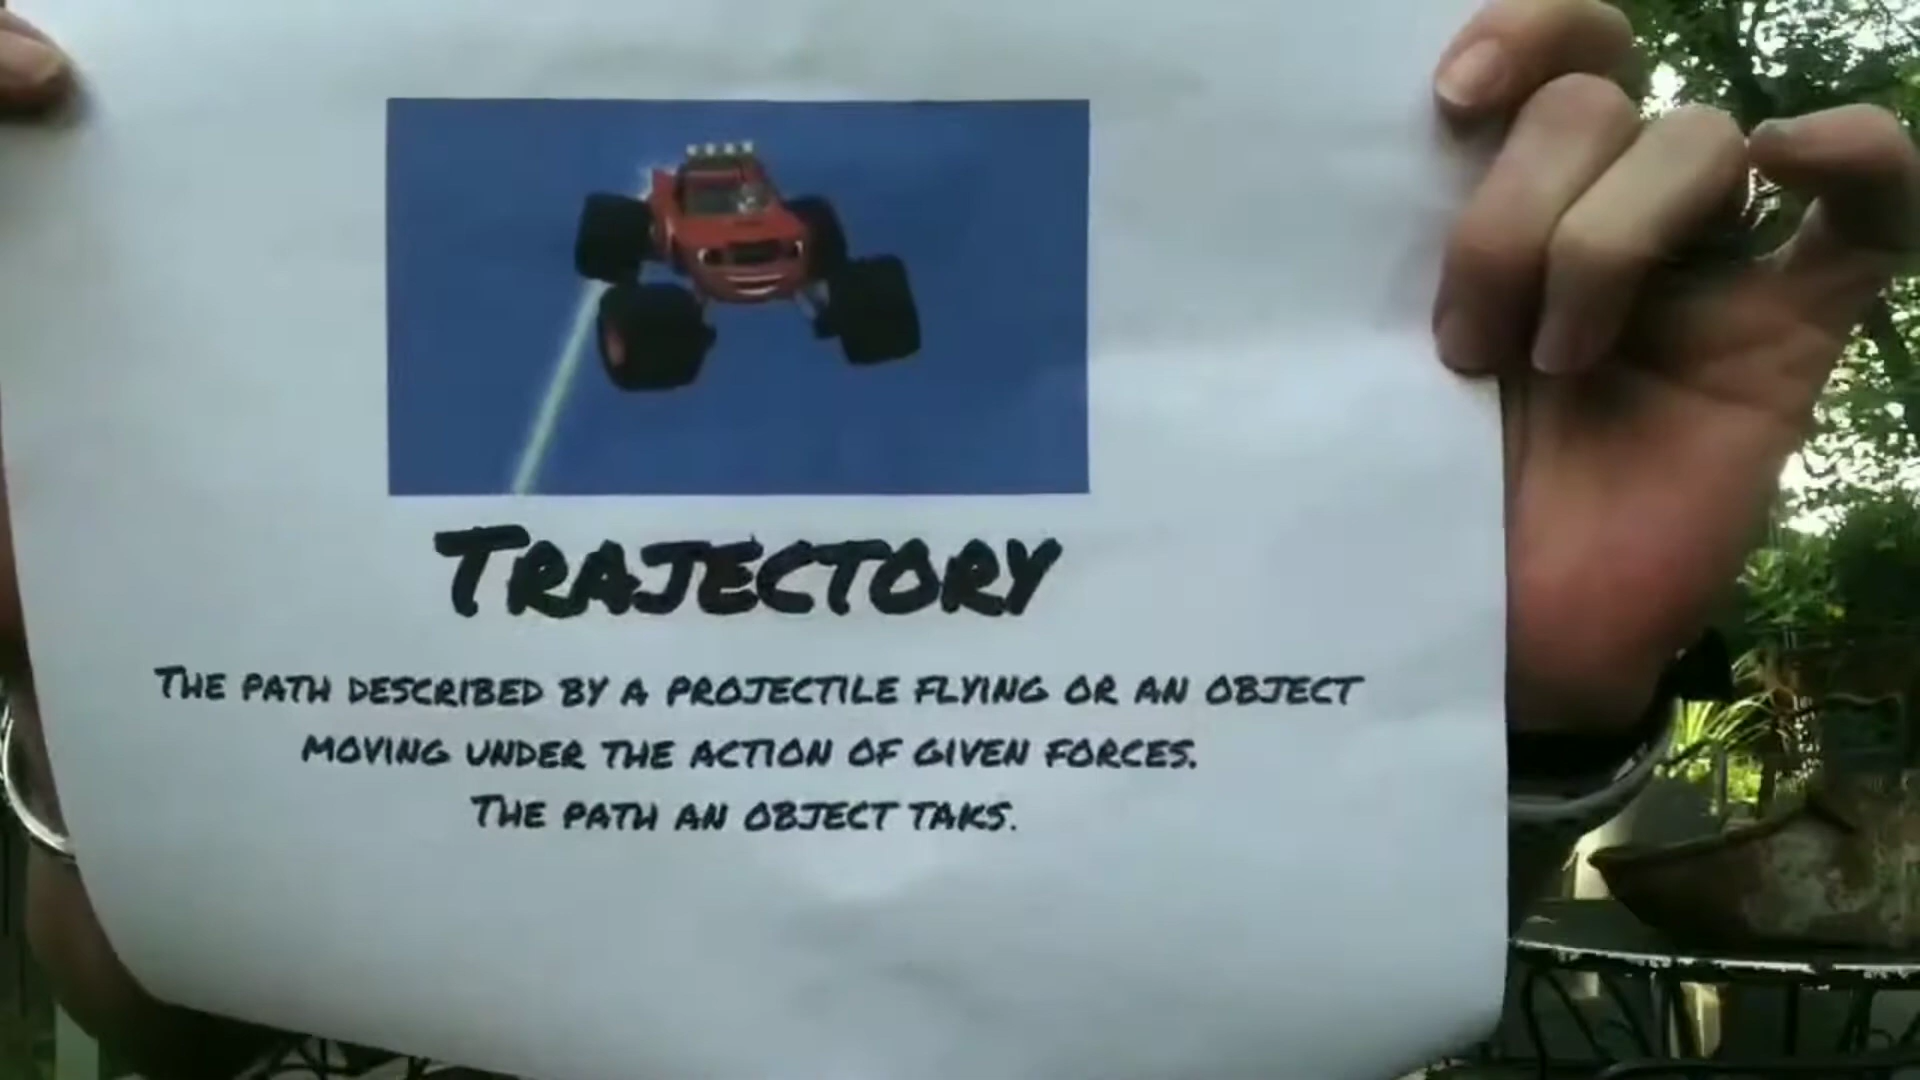 TRAJECTORY
THE PATH DESCRIBED BY A PROJECTILE FLYING OR AN OBJECT
MOVING UNDER THE ACTION OF GIVEN FORCES.
THE PATH AN OBJECT TAKS.